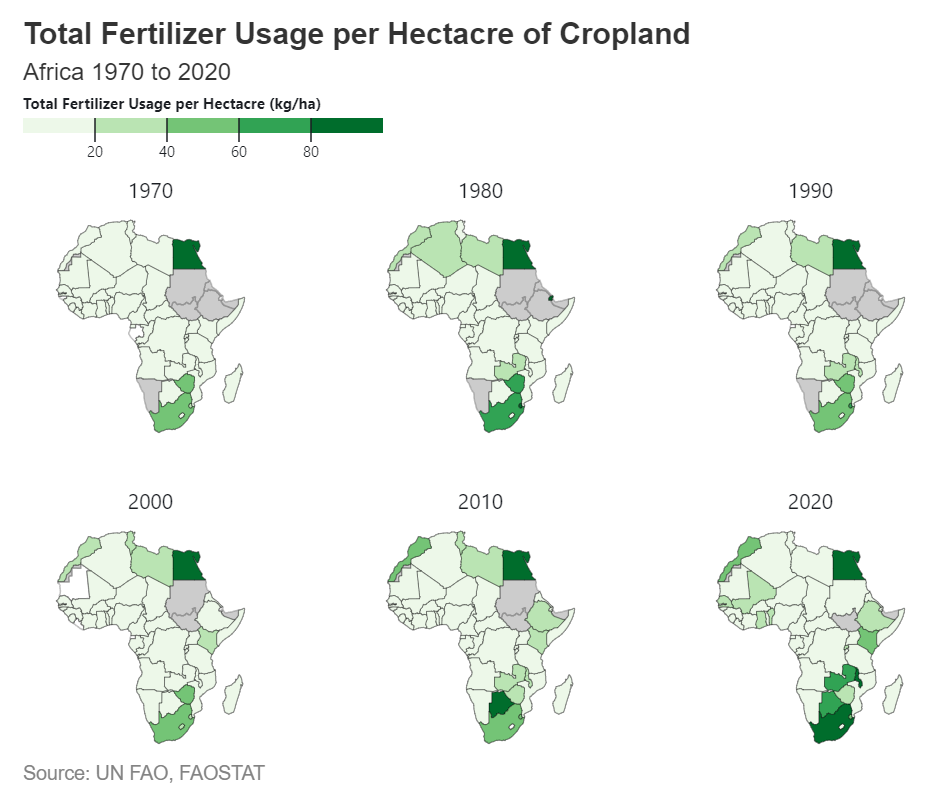 Total Fertilizer Usage per Hectacre of Cropland
Africa 1970 to 2020
Total Fertilizer Usage per Hectacre (kg/ha)
20 40 60 80
1970 1980 1990
2000 2010 2020
Source: UN FAO, FAOSTAT